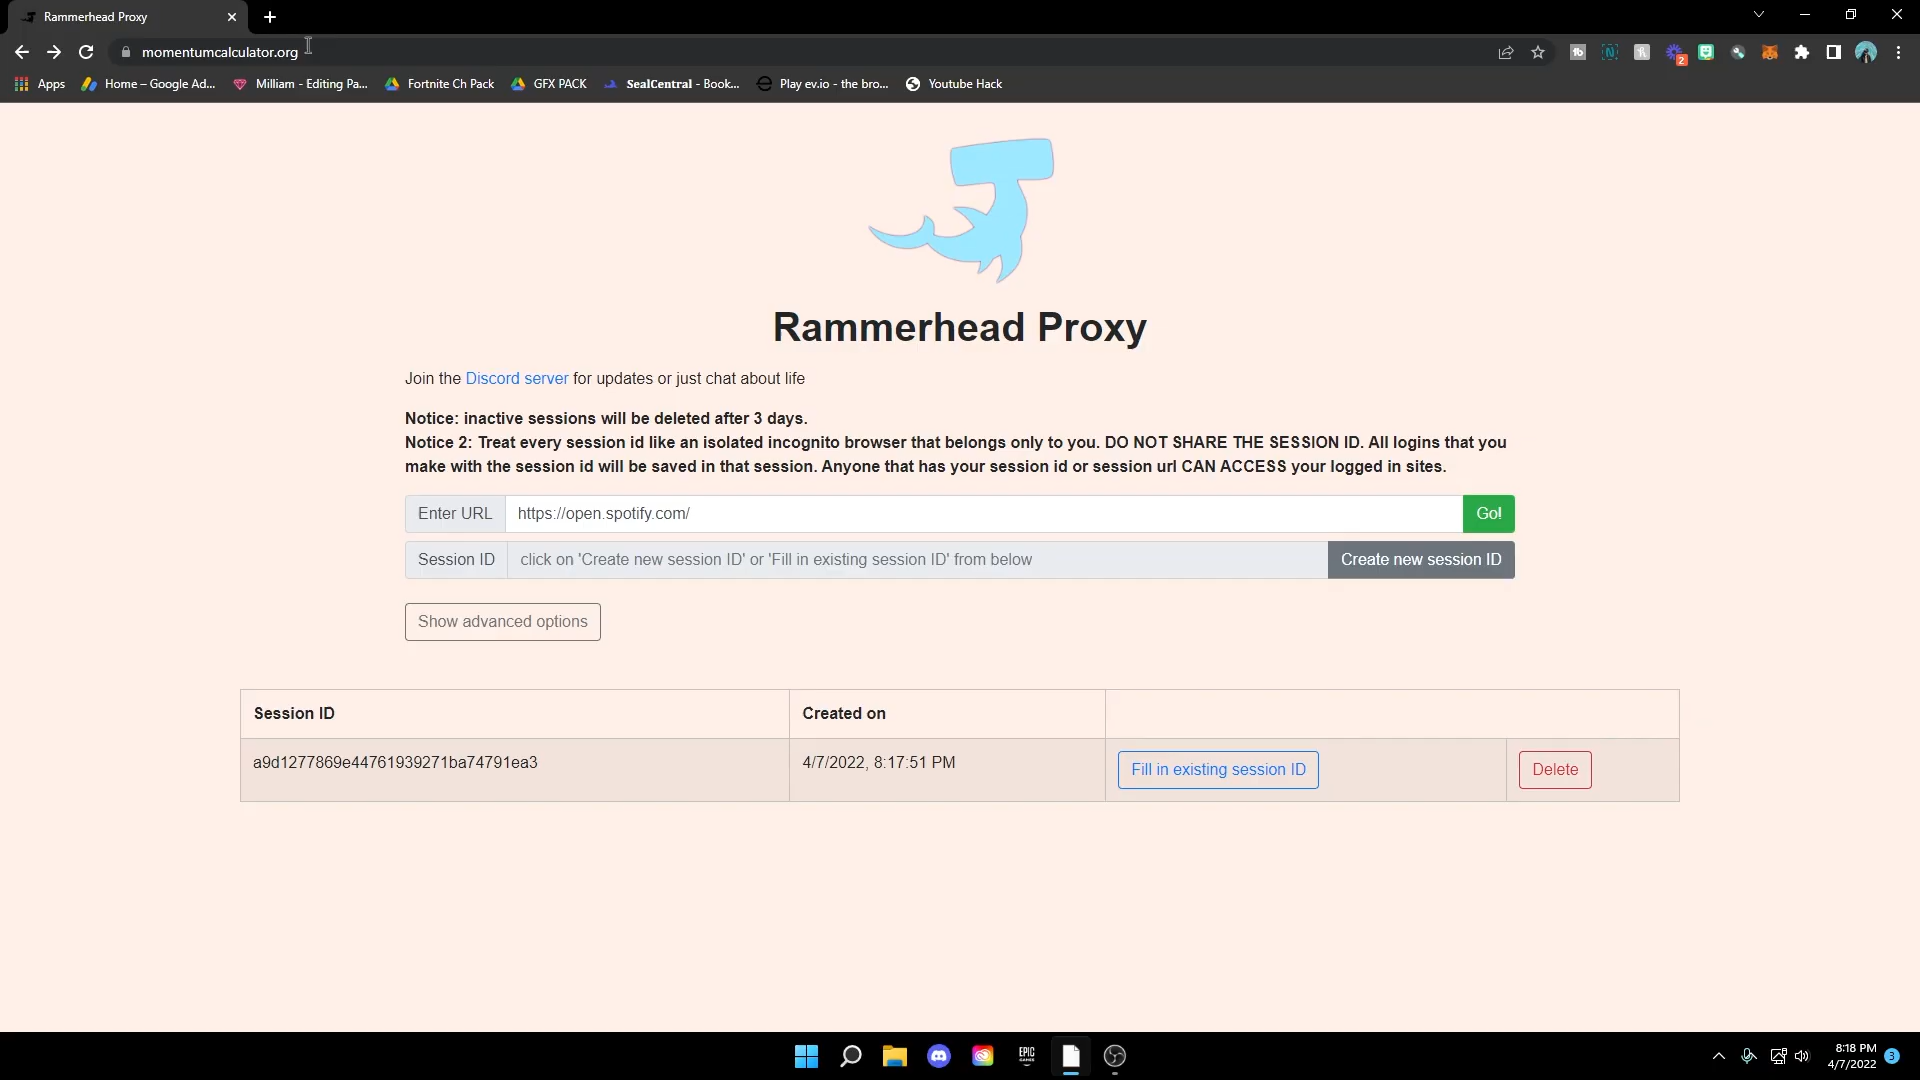 Rammerhead Proxy
momentumcalculator.org
2
Apps
Home – Google Ad...
Milliam - Editing Pa...
Fortnite Ch Pack
GFX PACK
SealCentral - Book...
Play ev.io - the bro...
Youtube Hack
Rammerhead Proxy
Join the Discord server for updates or just chat about life
Notice: inactive sessions will be deleted after 3 days.
Notice 2: Treat every session id like an isolated incognito browser that belongs only to you. DO NOT SHARE THE SESSION ID. All logins that you
make with the session id will be saved in that session. Anyone that has your session id or session url CAN ACCESS your logged in sites.
Enter URL https://open.spotify.com/ Go!
Session ID click on 'Create new session ID' or 'Fill in existing session ID' from below Create new session ID
Show advanced options
Session ID Created on
a9d1277869e44761939271ba74791ea3 4/7/2022, 8:17:51 PM Fill in existing session ID Delete
EPIC
GAMES
8:18 PM
4/7/2022
3